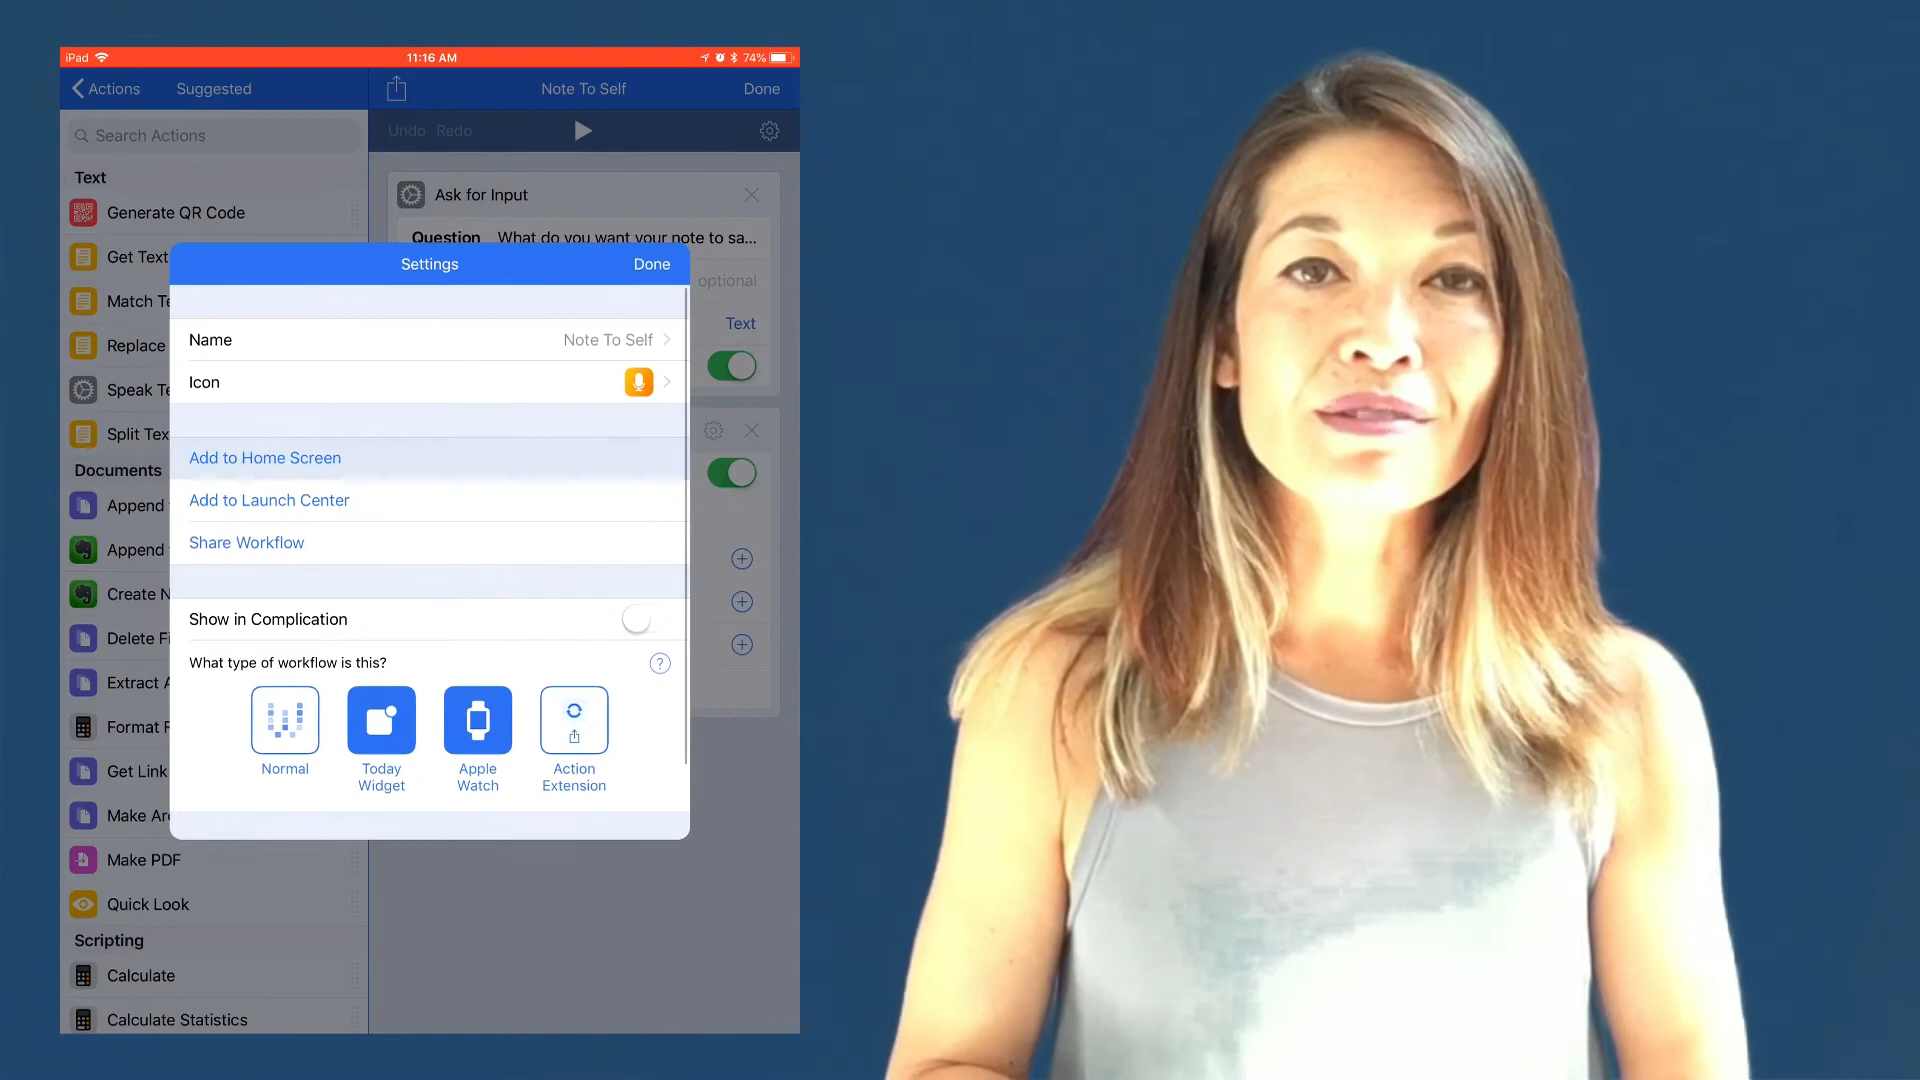 iPad
11:16 AM
74%
Actions
Suggested
Note To Self
Done
Search Actions
Undo Redo
Text
Generate QR Code
Get Text
Match Te
Replace
Speak Te
Split Tex
Documents
Append
Append
Create N
Delete Fi
Extract A
Format F
Get Link
Make Arc
Make PDF
Quick Look
Scripting
Calculate
Calculate Statistics
Ask for Input
Question What do you want your note to sa...
optional
Text
Settings
Done
Name Note To Self
Icon
Add to Home Screen
Add to Launch Center
Share Workflow
Show in Complication
What type of workflow is this?
?
Normal
Today
Widget
Apple
Watch
Action
Extension